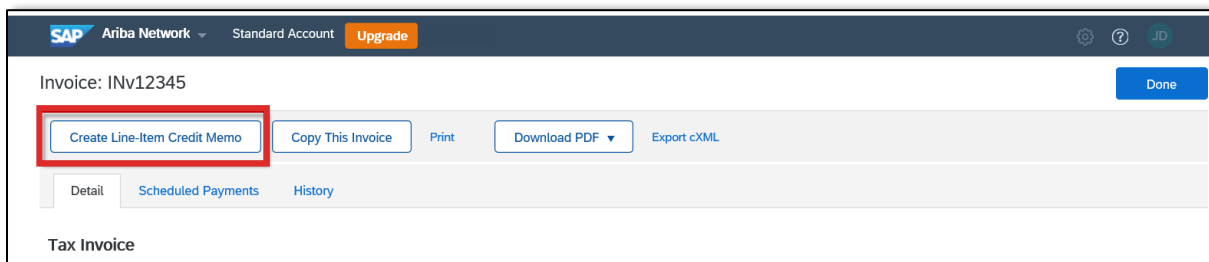 SAP Ariba Network Standard Account Upgrade ? JD
Invoice: INv12345 Done
Create Line-Item Credit Memo Copy This Invoice Print Download PDF Export cXML
Detail Scheduled Payments History
Tax Invoice